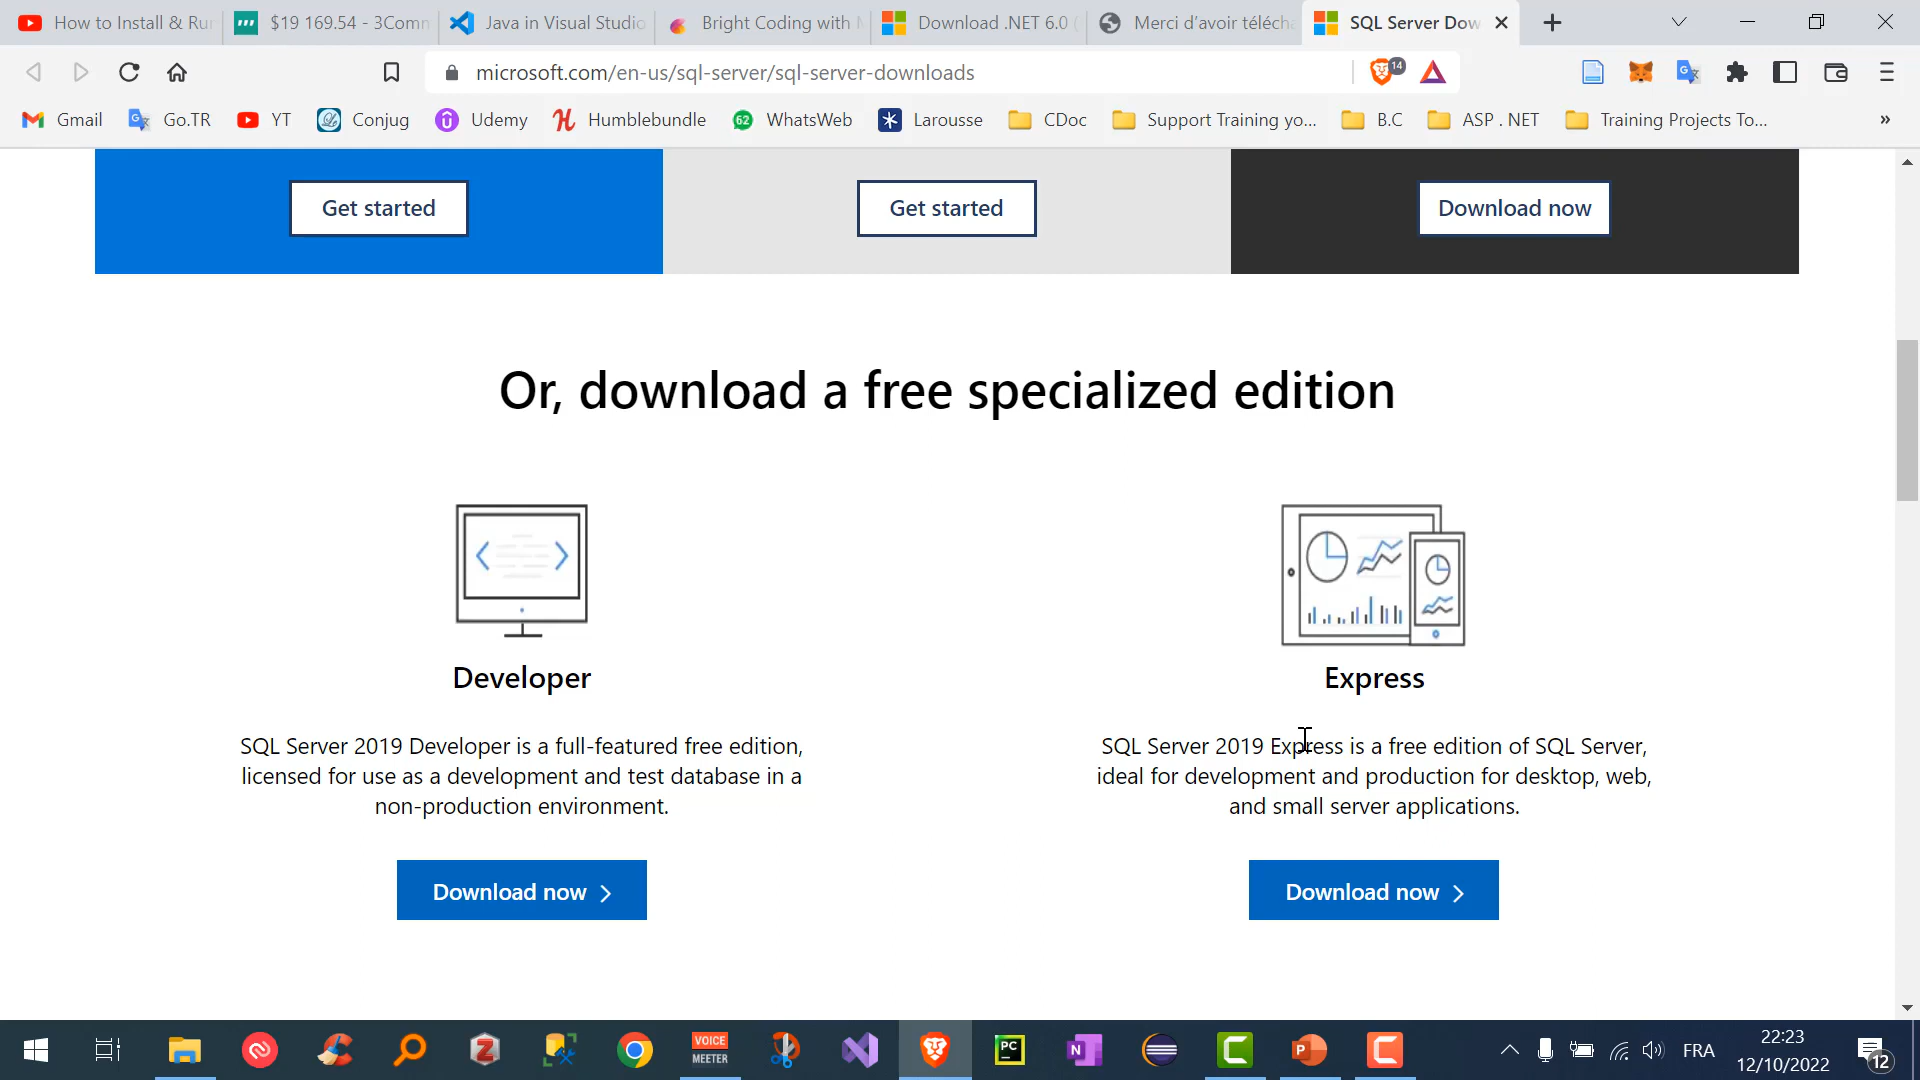 How to Install & Ru
$19 169.54 - 3Comm
Java in Visual Studio
Bright Coding with
Download .NET 6.0
Merci d'avoir télécha
SQL Server Dow
microsoft.com/en-us/sql-server/sql-server-downloads
14
Gmail
Go.TR
YT
Conjug
Udemy
Humblebundle
62
WhatsWeb
Larousse
CDoc
Support Training yo...
B.C
ASP . NET
Training Projects To...
»
Get started
Get started
Download now
Or, download a free specialized edition
Developer
SQL Server 2019 Developer is a full-featured free edition,
licensed for use as a development and test database in a
non-production environment.
Download now
Express
SQL Server 2019 Express is a free edition of SQL Server,
ideal for development and production for desktop, web,
and small server applications.
Download now
VOICE
MEETER
PC
N
P
FRA
22:23
12/10/2022
12